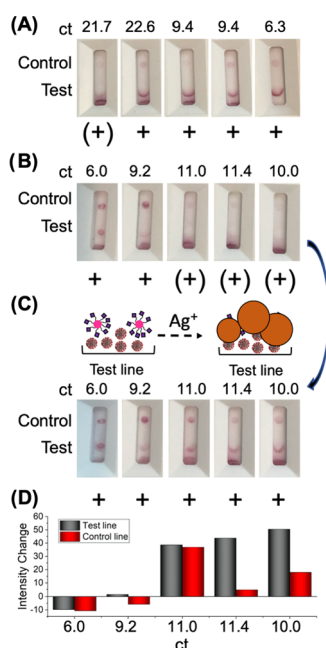 (A)
ct 21.7 22.6 9.4 9.4 6.3
Control
Test
(+) + + + +
(B)
ct 6.0 9.2 11.0 11.4 10.0
Control
Test
+ + (+) (+) (+)
(C)
Ag+
Test line Test line
ct 6.0 9.2 11.0 11.4 10.0
Control
Test
+ + + + +
(D)
Intensity Change
60
50
40
30
20
10
0
-10
Test line
Control line
6.0 9.2 11.0 11.4 10.0
ct